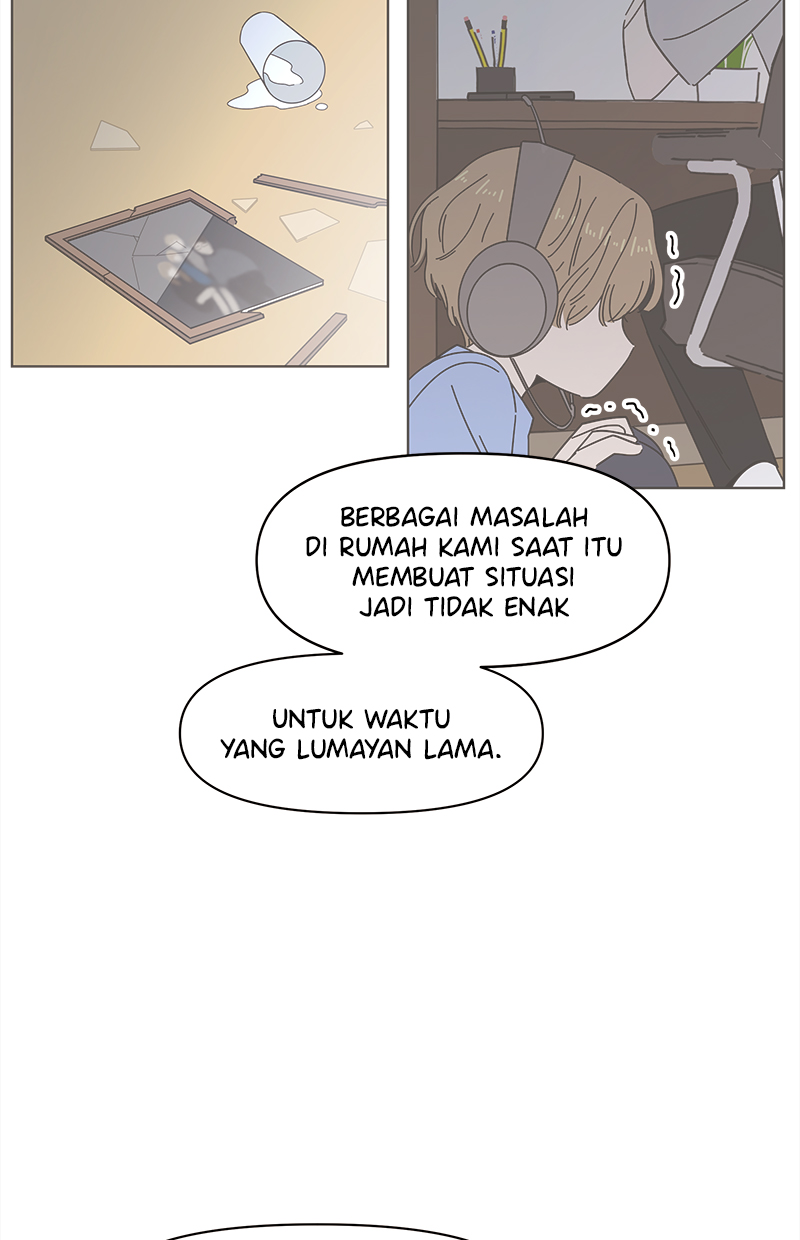 BERBAGAI MASALAH
DI RUMAH KAMI SAAT ITU
MEMBUAT SITUASI
JADI TIDAK ENAK
UNTUK WAKTU
YANG LUMAYAN LAMA.